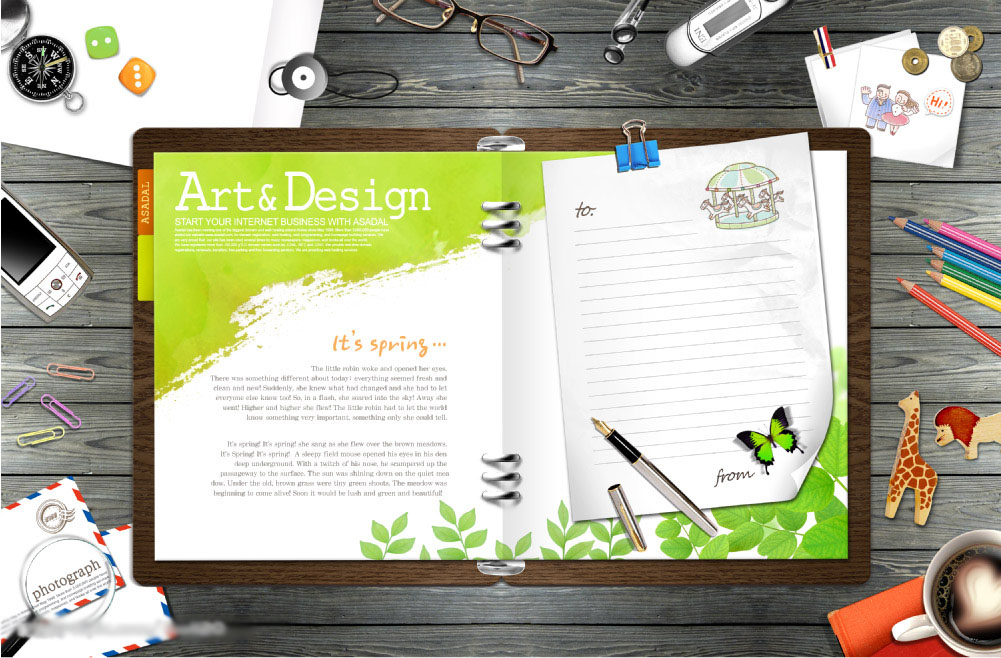 ASADAL
Art & Design
START YOUR INTERNET BUSINESS WITH ASADAL
It's spring...
The little robin woke and opened her eyes.
There was something different about today; everything seemed fresh and
clean and new! Suddenly, she knew what had changed and she had to let
everyone else know too! So, in a flash, she soared into the sky! Away she
went! Higher and higher she flew! The little robin had to let the world
know something very important, something only she could tell.
It's spring! It's spring! she sang as she flew over the brown meadows.
It's Spring! It's spring! A sleepy field mouse opened his eyes in his den
deep underground. With a twitch of his nose, he scampered up the
passageway to the surface. The sun was shining down on the quiet mea
dow. Under the old, brown grass were tiny green shoots. The meadow was
beginning to come alive! Soon it would be lush and green and beautiful!
to:
from
Hi!
photograph